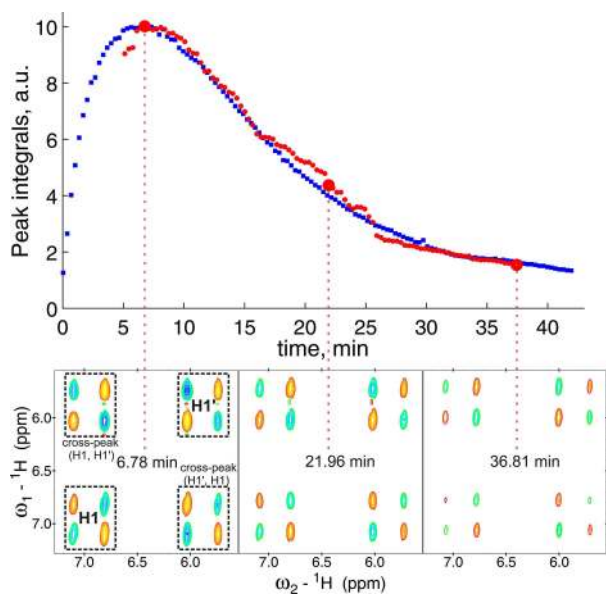 10
8
6
4
2
0
Peak integrals, a.u.
0 5 10 15 20 25 30 35 40
time, min
H1'
cross-peak
(H1, H1')
6.78 min
cross-peak
(H1', H1)
H1
21.96 min
36.81 min
6.0
6.5
7.0
ω₁ - ¹H (ppm)
7.0 6.5 6.0 7.0 6.5 6.0 7.0 6.5 6.0
ω₂ - ¹H (ppm)